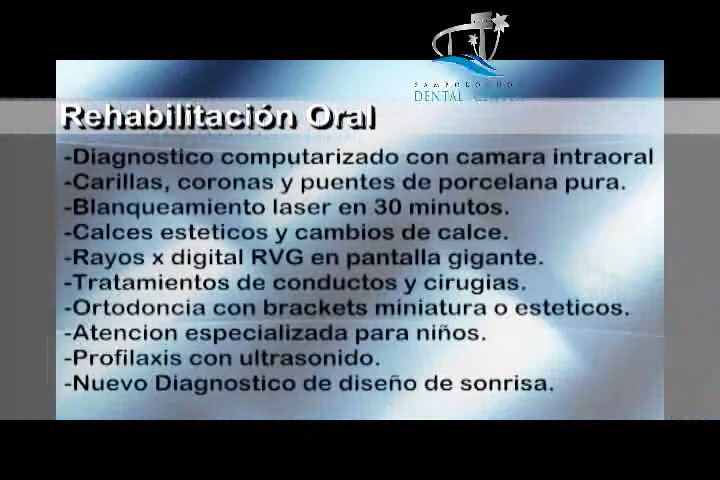 DENTAL CENTER
Rehabilitación Oral
-Diagnostico computarizado con camara intraoral
-Carillas, coronas y puentes de porcelana pura.
-Blanqueamiento laser en 30 minutos.
-Calces esteticos y cambios de calce.
-Rayos x digital RVG en pantalla gigante.
-Tratamientos de conductos y cirugias.
-Ortodoncia con brackets miniatura o esteticos.
-Atencion especializada para niños.
-Profilaxis con ultrasonido.
-Nuevo Diagnostico de diseño de sonrisa.